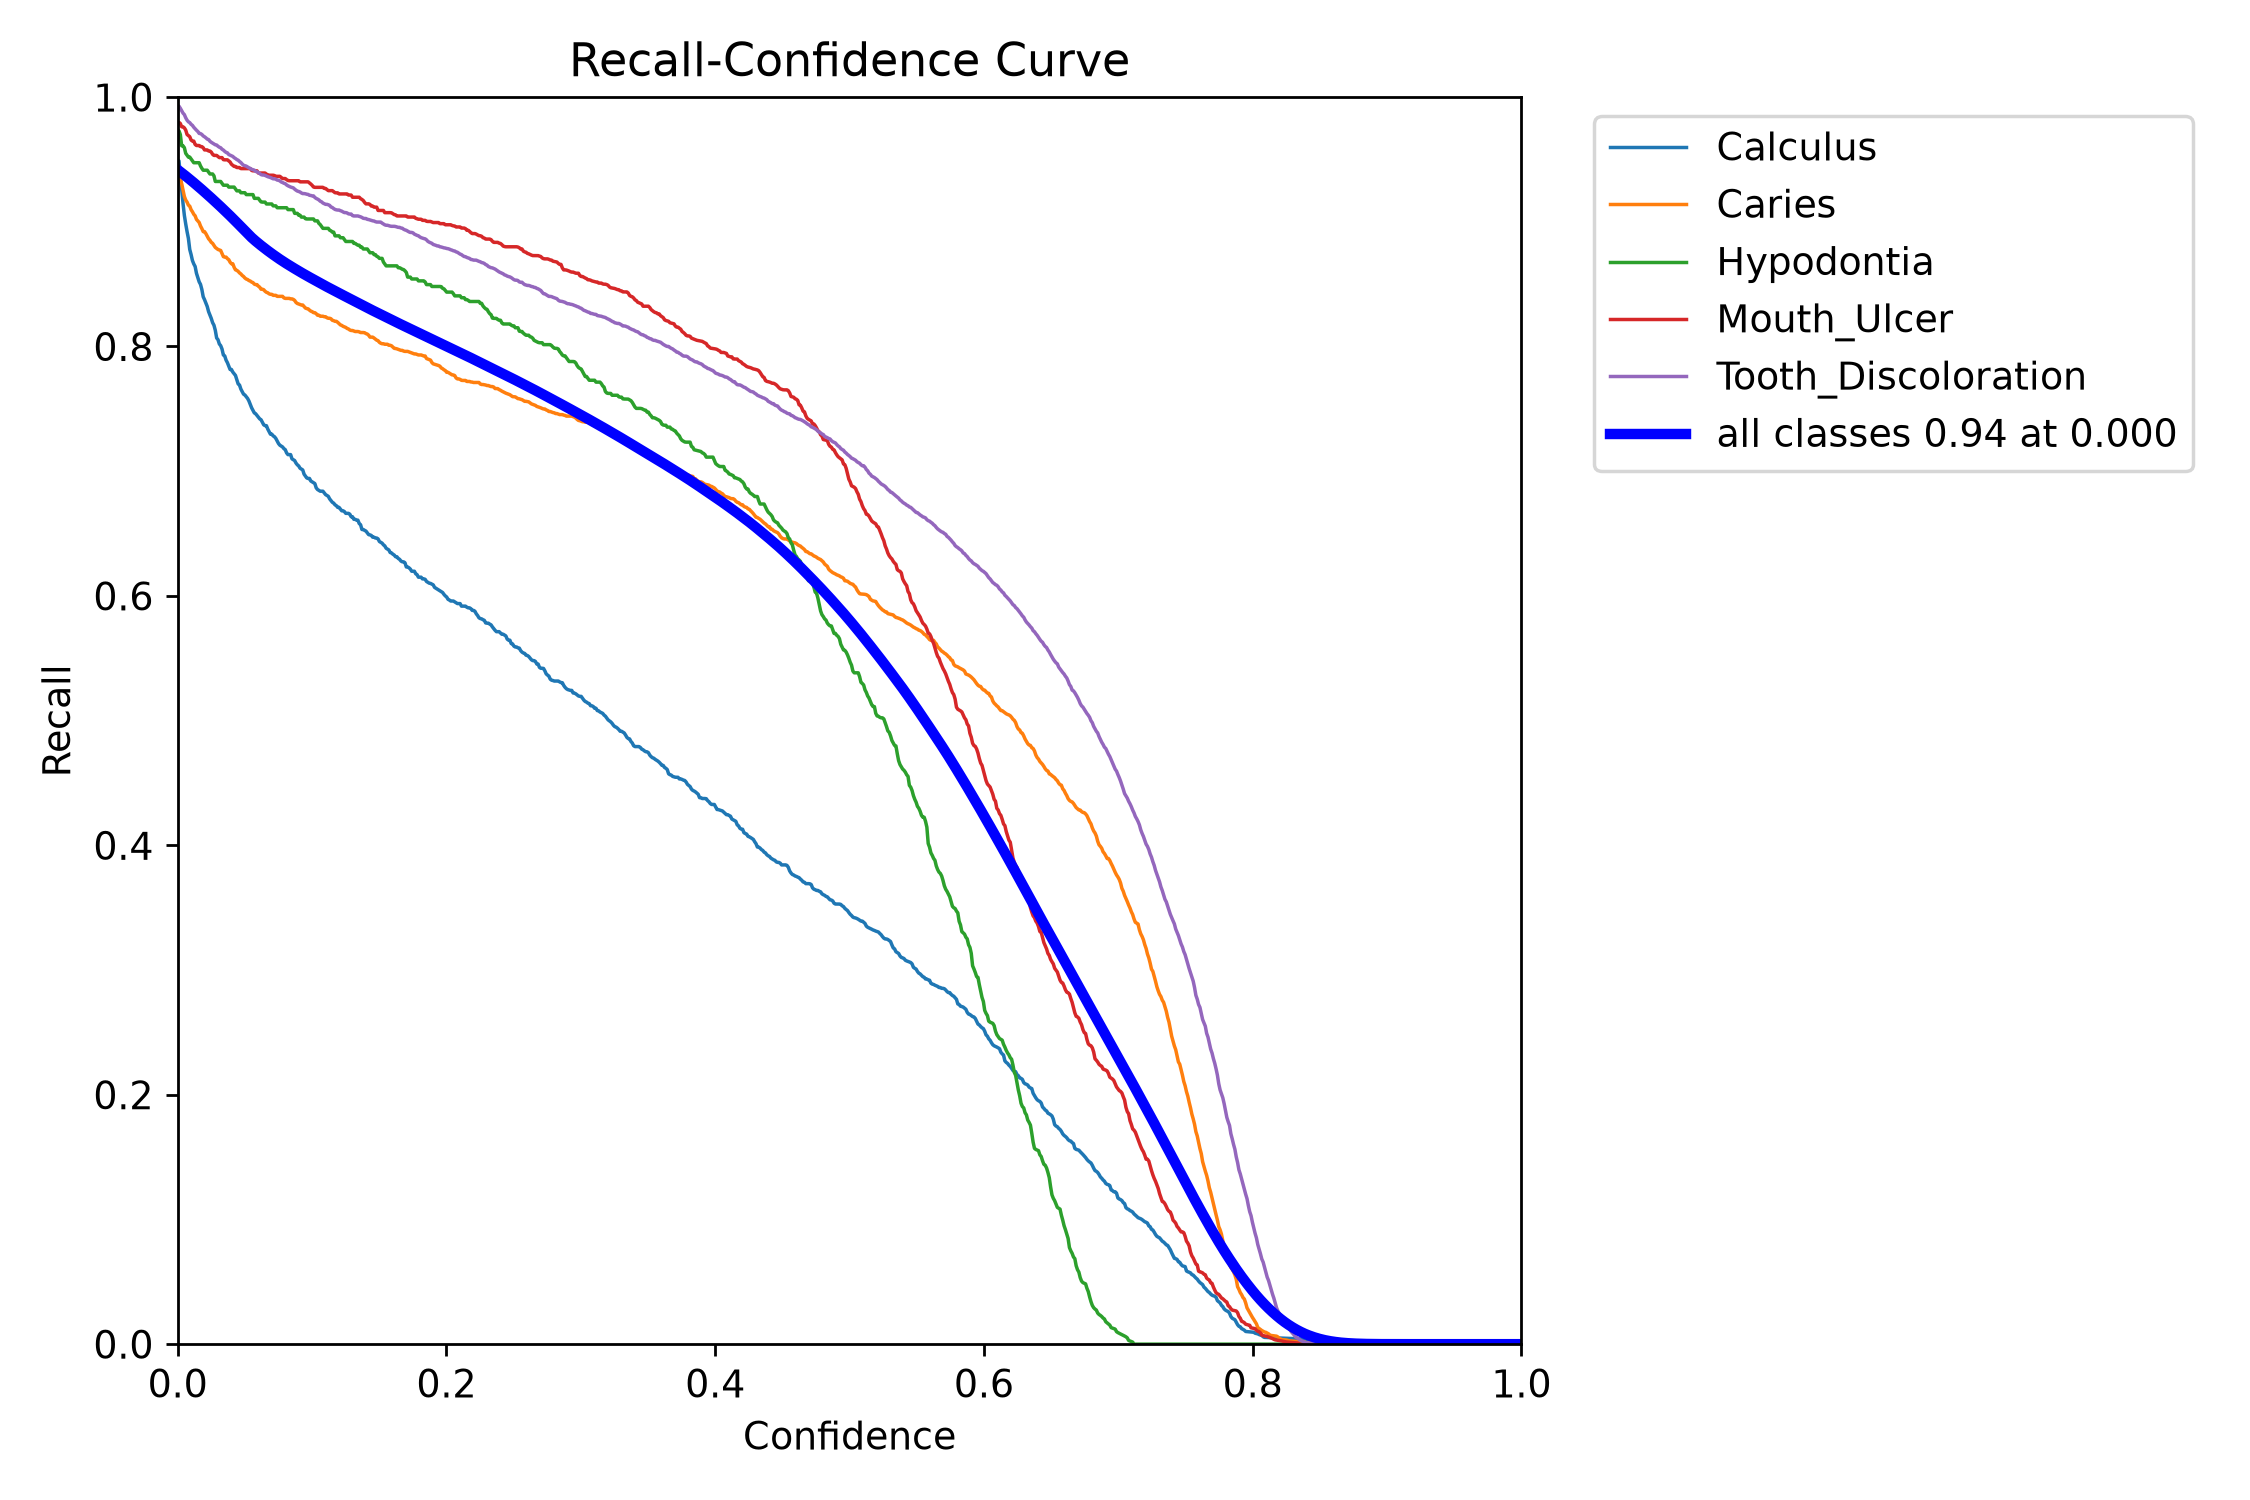 Recall-Confidence Curve
1.0
0.8
0.6
0.4
0.2
0.0
Recall
0.0 0.2 0.4 0.6 0.8 1.0
Confidence
Calculus
Caries
Hypodontia
Mouth_Ulcer
Tooth_Discoloration
all classes 0.94 at 0.000